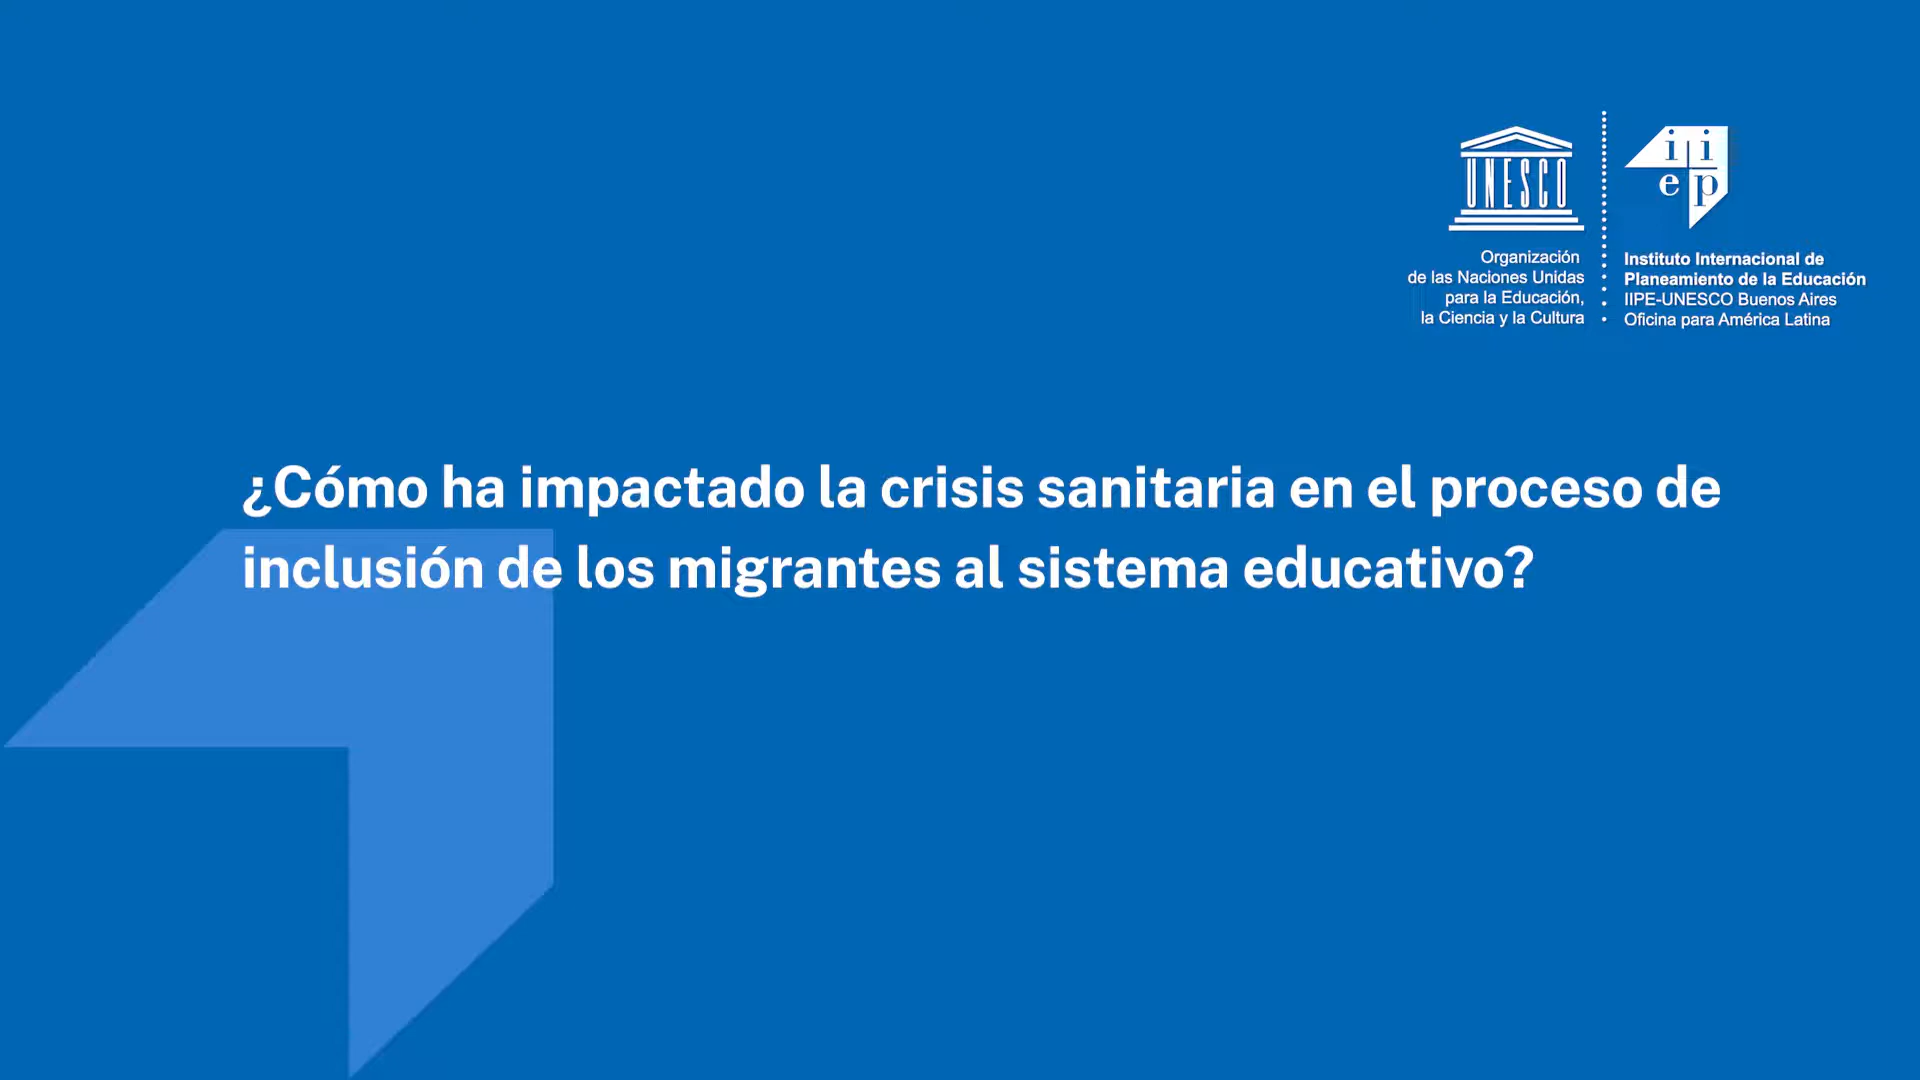 UNESCO
Organización
de las Naciones Unidas
para la Educación,
la Ciencia y la Cultura
i i
e p
Instituto Internacional de
Planeamiento de la Educación
IIPE-UNESCO Buenos Aires
Oficina para América Latina
¿Cómo ha impactado la crisis sanitaria en el proceso de
inclusión de los migrantes al sistema educativo?